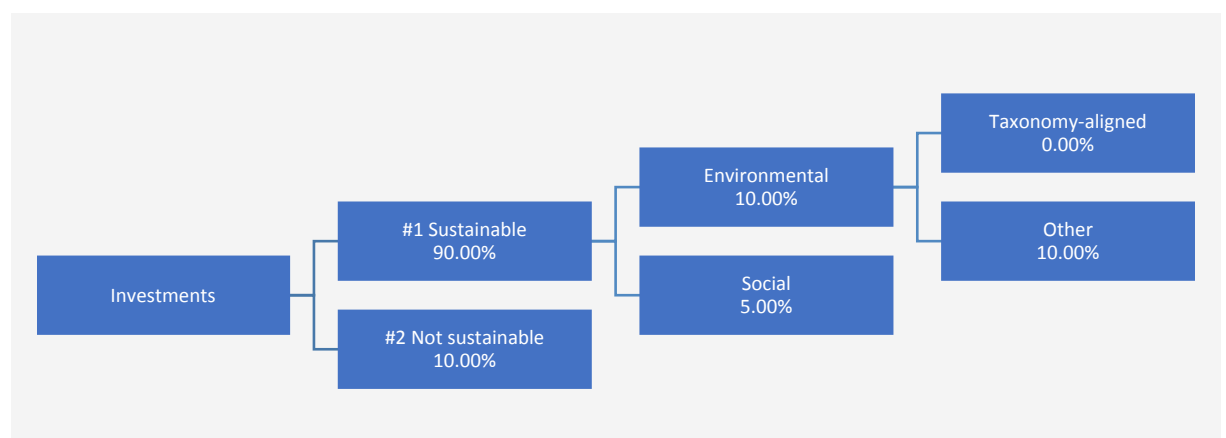 Investments
#1 Sustainable
90.00%
#2 Not sustainable
10.00%
Environmental
10.00%
Social
5.00%
Taxonomy-aligned
0.00%
Other
10.00%